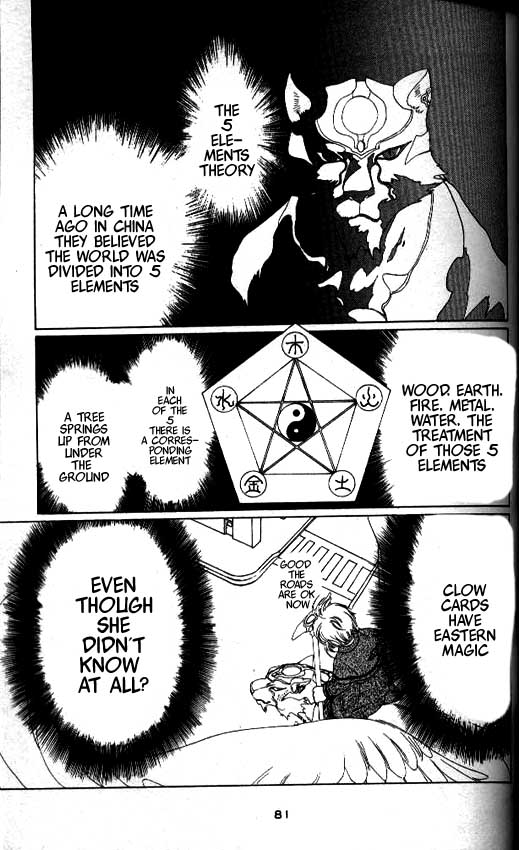 THE
5
ELE-
MENTS
THEORY
A LONG TIME
AGO IN CHINA
THEY BELIEVED
THE WORLD WAS
DIVIDED INTO 5
ELEMENTS
WOOD. EARTH.
FIRE. METAL.
WATER. THE
TREATMENT
OF THOSE 5
ELEMENTS
木
火
土
金
水
IN
EACH
OF THE
5
THERE IS
A CORRES-
PONDING
ELEMENT
A TREE
SPRINGS
UP FROM
UNDER
THE
GROUND
CLOW
CARDS
HAVE
EASTERN
MAGIC
GOOD
THE
ROADS
ARE OK
NOW
EVEN
THOUGH
SHE
DIDN'T
KNOW
AT ALL?
81